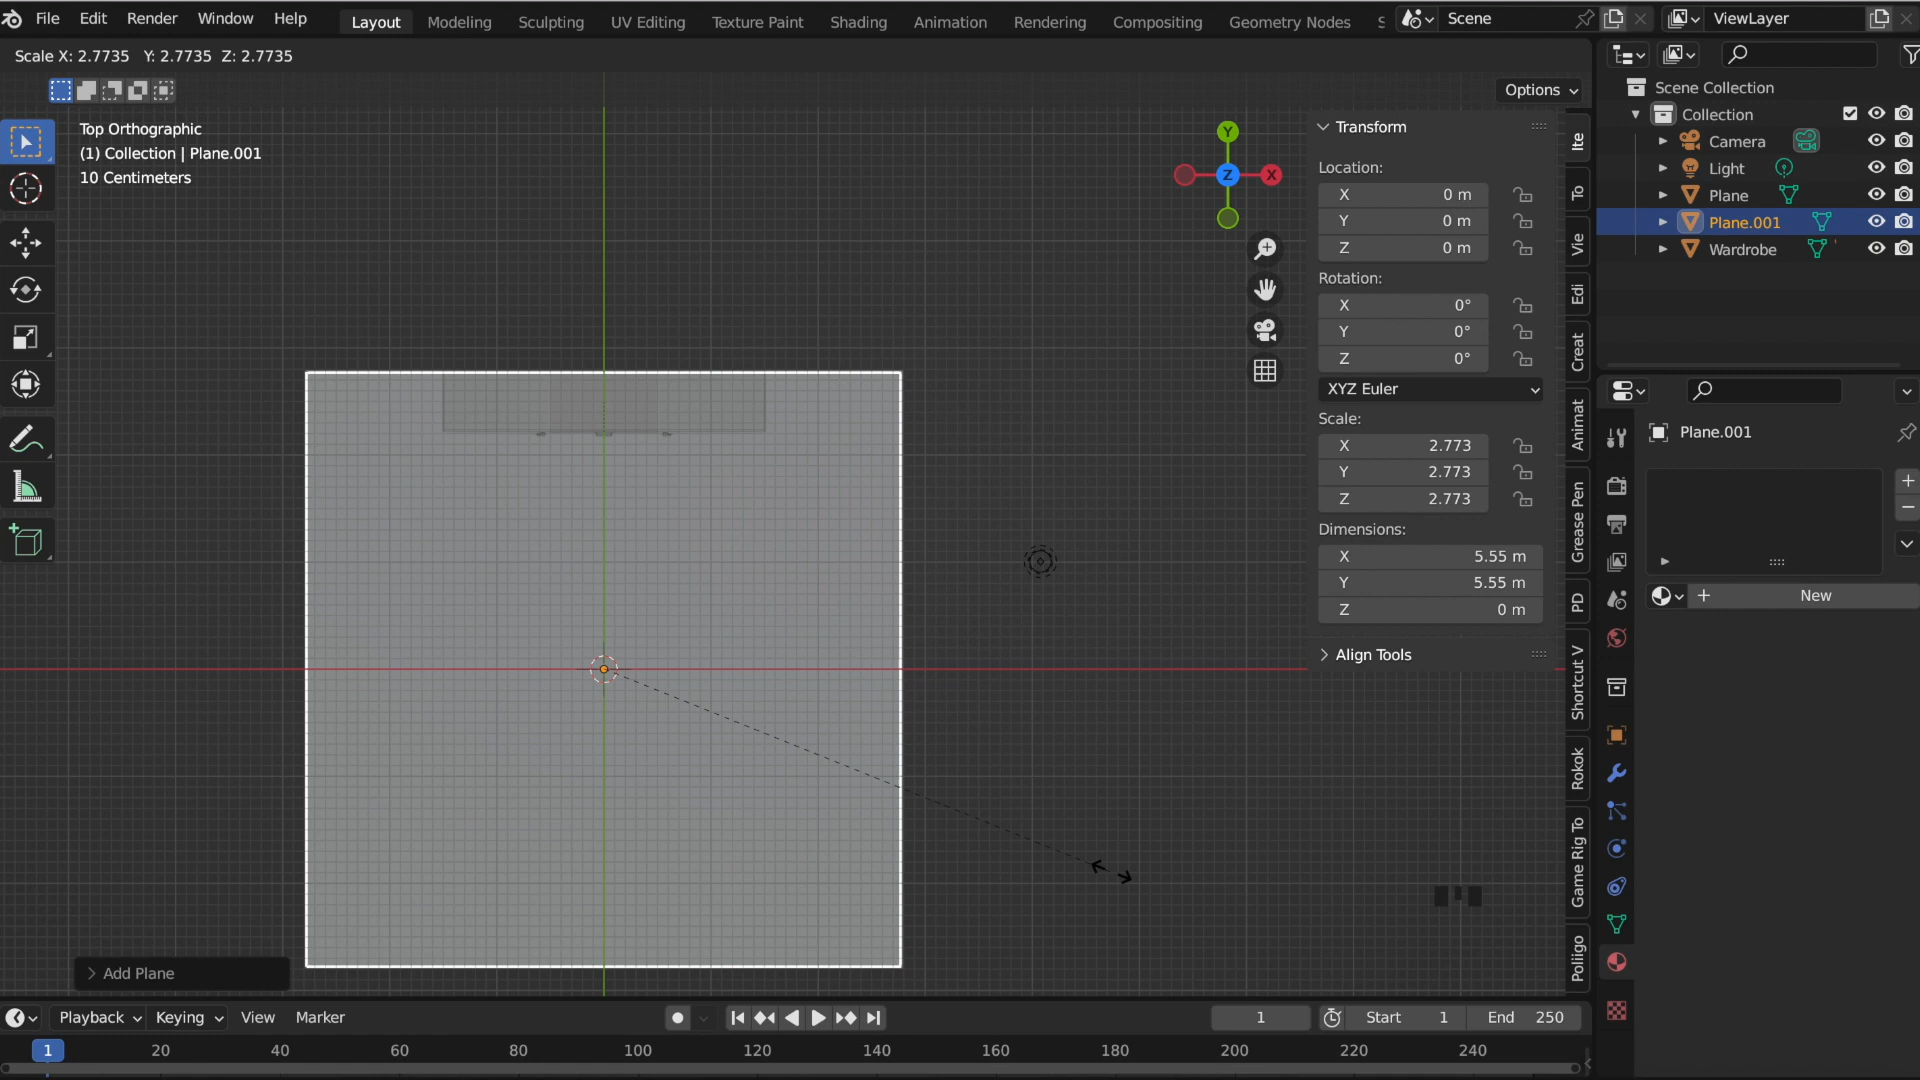 File Edit Render Window Help Layout Modeling Sculpting UV Editing Texture Paint Shading Animation Rendering Compositing Geometry Nodes S Scene ViewLayer
Scale X: 2.7735 Y: 2.7735 Z: 2.7735
Options
Top Orthographic
(1) Collection | Plane.001
10 Centimeters
Y
Z
X
Transform
Location:
X 0 m
Y 0 m
Z 0 m
Rotation:
X 0°
Y 0°
Z 0°
XYZ Euler
Scale:
X 2.773
Y 2.773
Z 2.773
Dimensions:
X 5.55 m
Y 5.55 m
Z 0 m
Align Tools
Ite
To
Vie
Edi
Creat
Animat
Grease Pen
PD
Shortcut V
Rokok
Game Rig To
Poliigo
Scene Collection
Collection
Camera
Light
Plane
Plane.001
Wardrobe
Plane.001
New
Add Plane
Playback Keying View Marker 1 Start 1 End 250
1 20 40 60 80 100 120 140 160 180 200 220 240